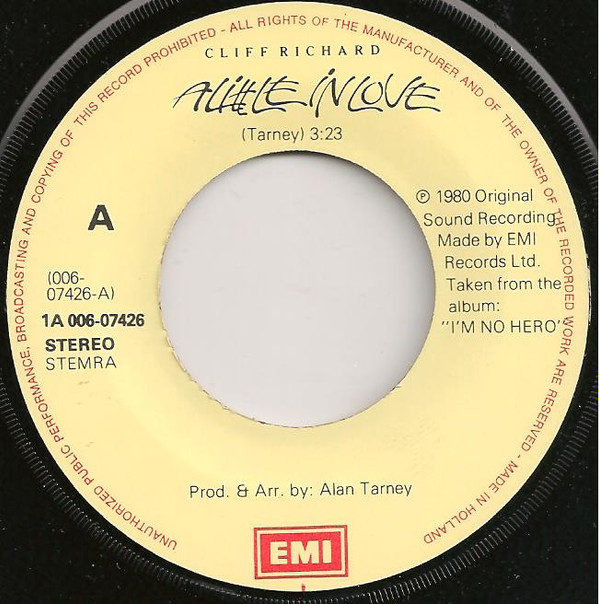 UNAUTHORIZED PUBLIC PERFORMANCE, BROADCASTING AND COPYING OF THIS RECORD PROHIBITED - ALL RIGHTS OF THE MANUFACTURER AND OF THE OWNER OF THE RECORDED WORK ARE RESERVED - MADE IN HOLLAND
CLIFF RICHARD
A LITTLE IN LOVE
(Tarney) 3:23
A
(006-
07426-A)
1A 006-07426
STEREO
STEMRA
℗ 1980 Original
Sound Recording
Made by EMI
Records Ltd.
Taken from the
album:
"I'M NO HERO"
Prod. & Arr. by: Alan Tarney
EMI